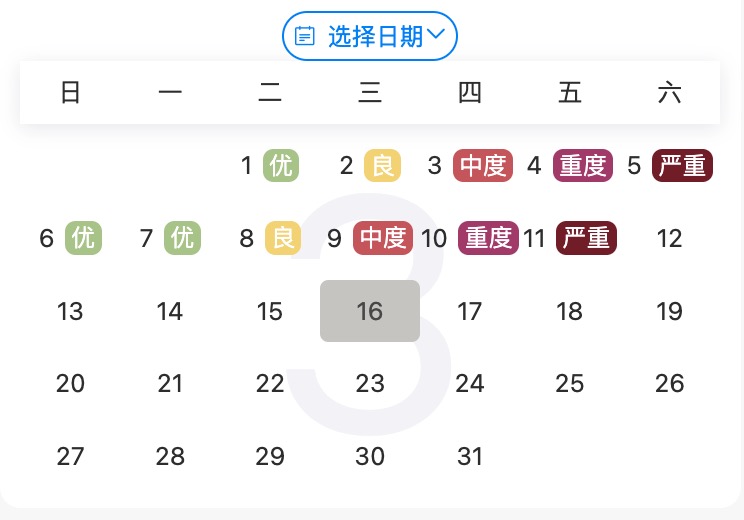 选择日期
日 一 二 三 四 五 六
1 优 2 良 3 中度 4 重度 5 严重
6 优 7 优 8 良 9 中度 10 重度 11 严重 12
13 14 15 16 17 18 19
20 21 22 23 24 25 26
27 28 29 30 31
3